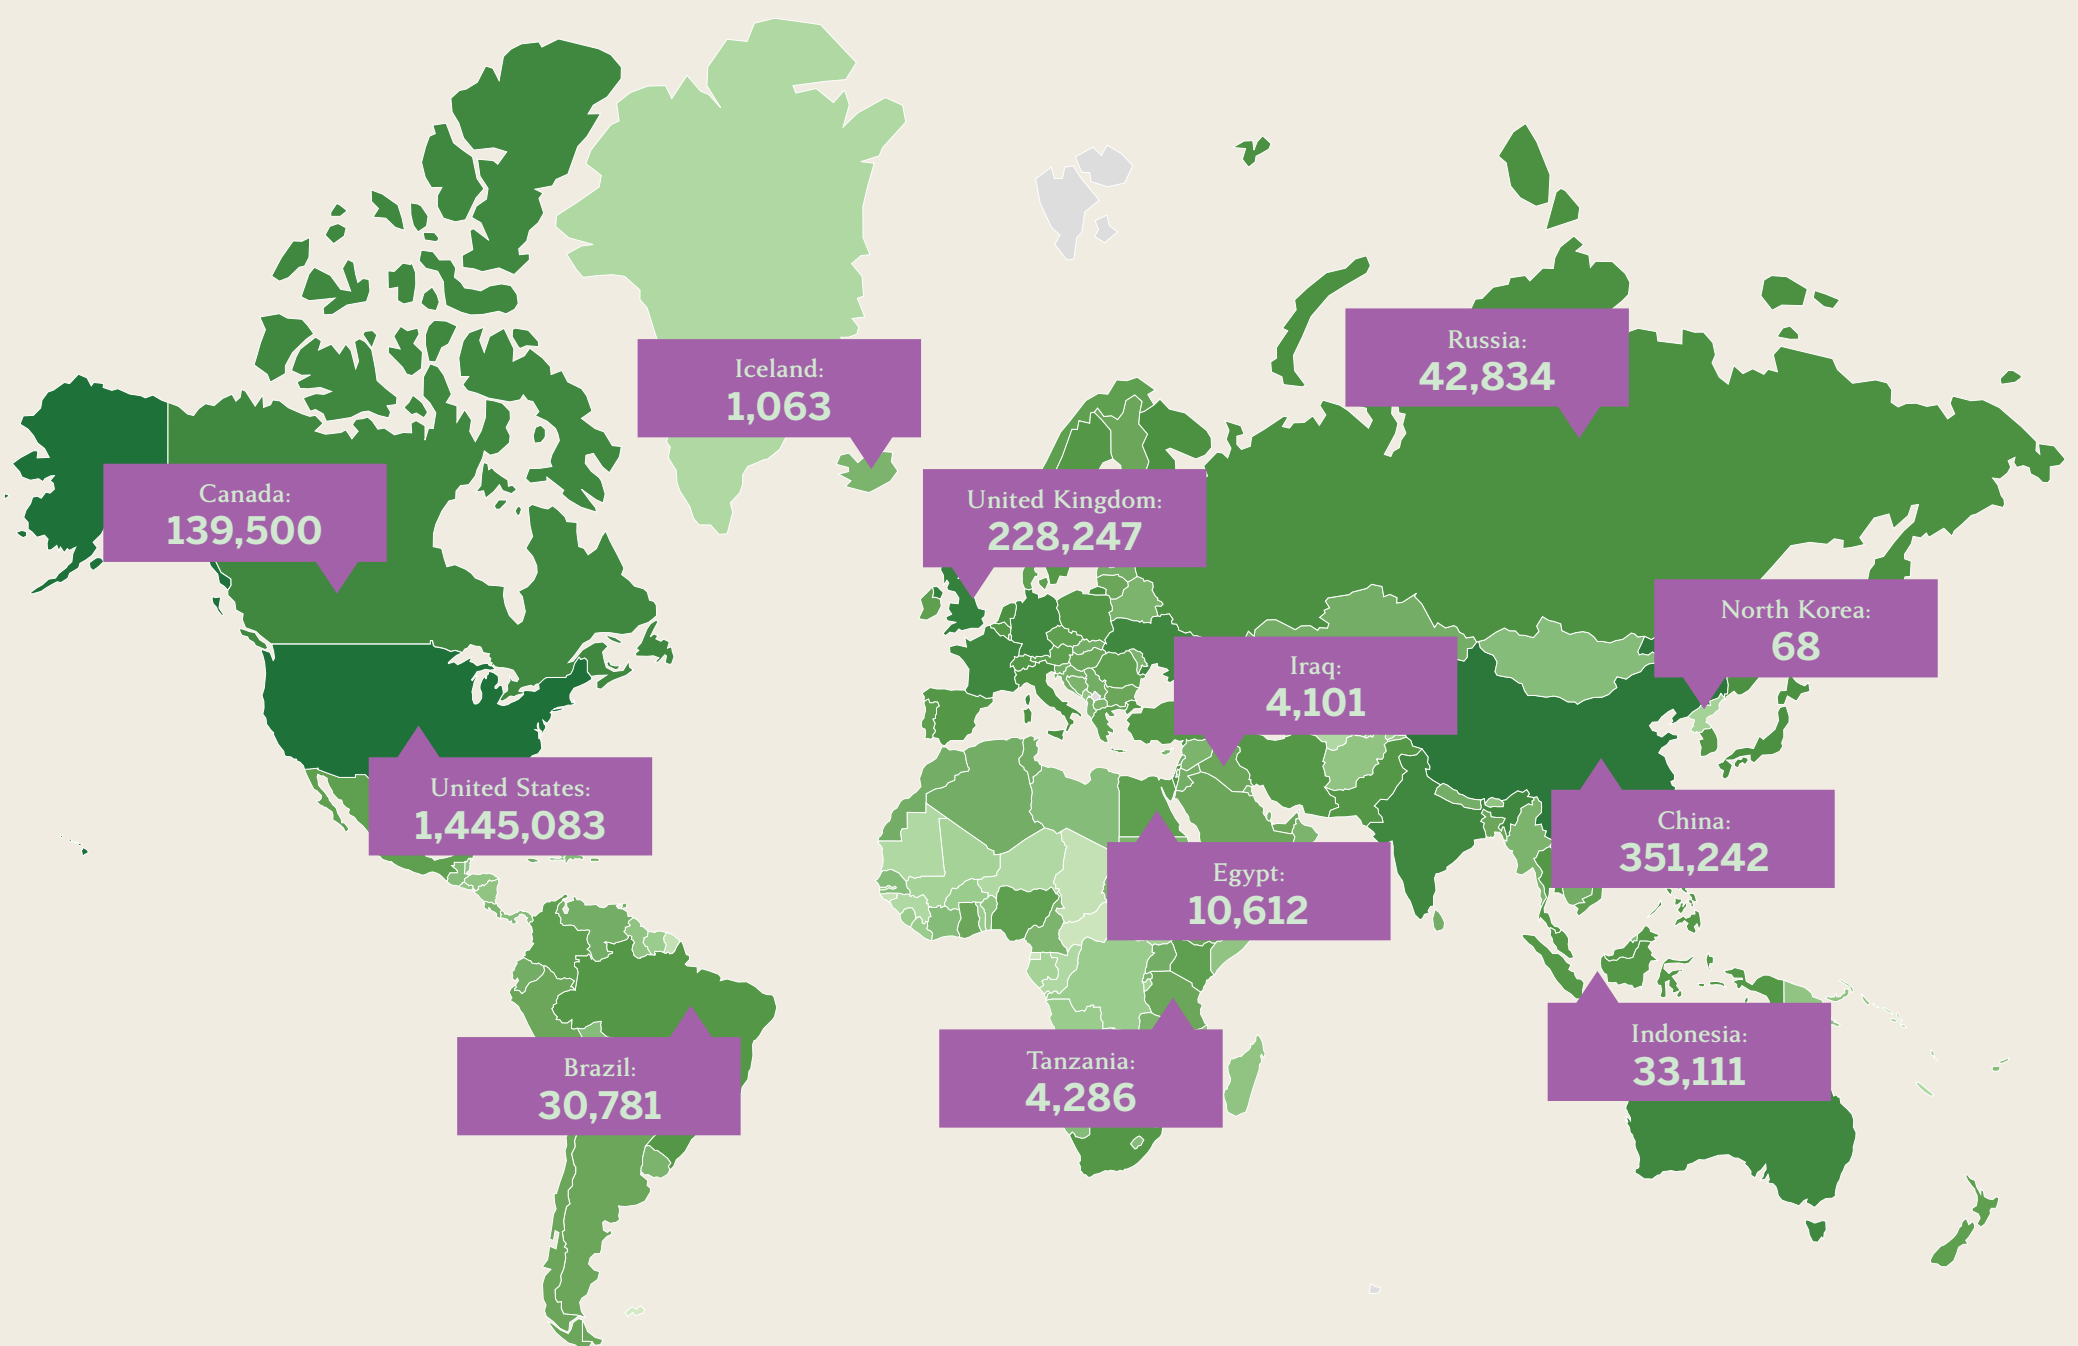 Russia:
42,834
Iceland:
1,063
Canada:
139,500
United Kingdom:
228,247
North Korea:
68
Iraq:
4,101
United States:
1,445,083
China:
351,242
Egypt:
10,612
Indonesia:
33,111
Tanzania:
4,286
Brazil:
30,781